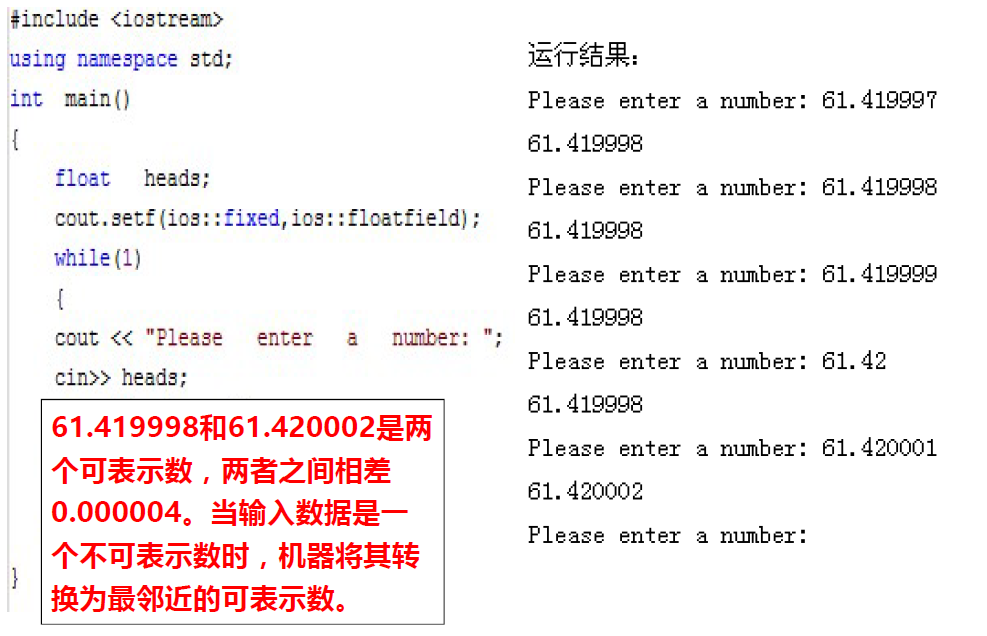 #include <iostream>
using namespace std;
int main()
{
float heads;
cout.setf(ios::fixed,ios::floatfield);
while(1)
{
cout << "Please enter a number: ";
cin>> heads;
61.419998和61.420002是两
个可表示数，两者之间相差
0.000004。当输入数据是一
个不可表示数时，机器将其转
换为最邻近的可表示数。
}
运行结果：
Please enter a number: 61.419997
61.419998
Please enter a number: 61.419998
61.419998
Please enter a number: 61.419999
61.419998
Please enter a number: 61.42
61.419998
Please enter a number: 61.420001
61.420002
Please enter a number: